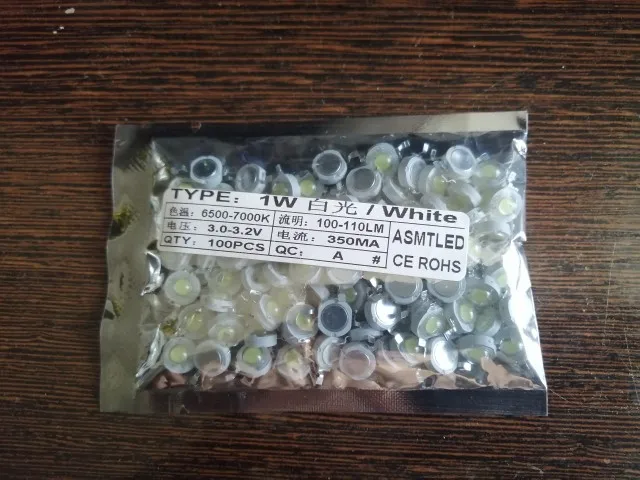 TYPE: 1W 白光 / White
色温: 6500-7000K 流明: 100-110LM
电压: 3.0-3.2V 电流: 350MA
QTY: 100PCS QC: A #
ASMTLED
CE ROHS